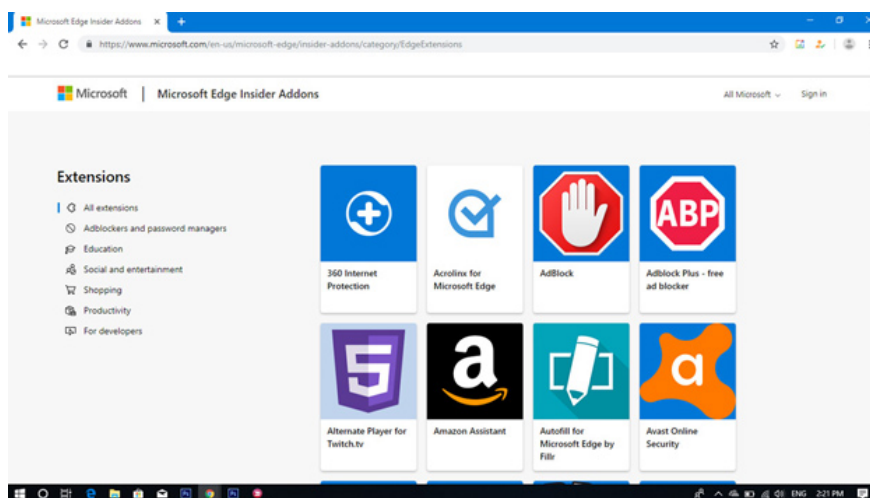 Microsoft Edge Insider Addons
https://www.microsoft.com/en-us/microsoft-edge/insider-addons/category/EdgeExtensions
Microsoft | Microsoft Edge Insider Addons
All Microsoft
Sign in
Extensions
All extensions
Adblockers and password managers
Education
Social and entertainment
Shopping
Productivity
For developers
360 Internet
Protection
Acrolinx for
Microsoft Edge
AdBlock
ABP
Adblock Plus - free
ad blocker
5
Alternate Player for
Twitch.tv
a
Amazon Assistant
Autofill for
Microsoft Edge by
Fillr
a
Avast Online
Security
ENG
2:21 PM